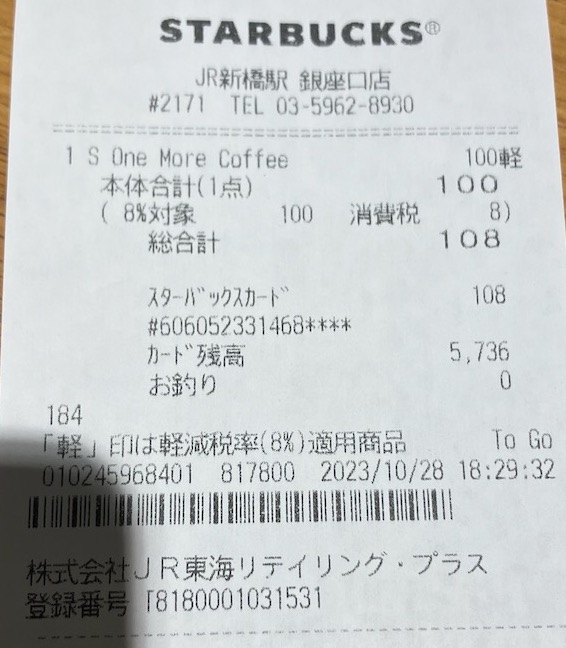 STARBUCKS®
JR新橋駅 銀座口店
#2171 TEL 03-5962-8930
1 S One More Coffee 100軽
本体合計(1点) 100
( 8%対象 100 消費税 8)
総合計 108
ｽﾀｰﾊﾞｯｸｽｶｰﾄﾞ 108
#606052331468****
ｶｰﾄﾞ残高 5,736
お釣り 0
184
「軽」印は軽減税率(8%)適用商品 To Go
010245968401 817800 2023/10/28 18:29:32
株式会社ＪＲ東海リテイリング・プラス
登録番号 T8180001031531